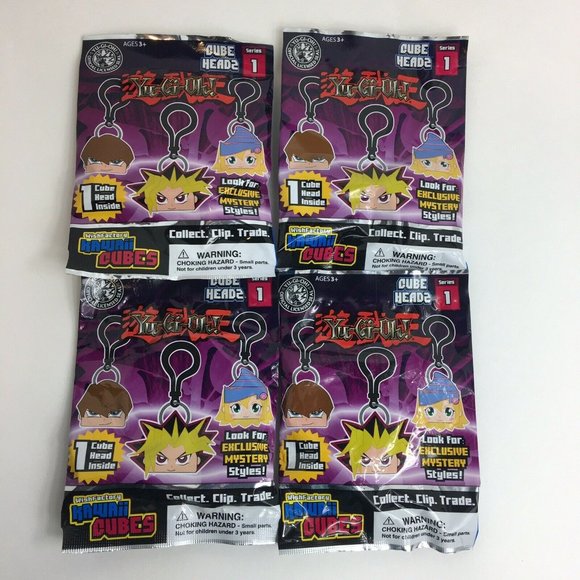 AGES 3+
CUBE
HEADZ
Series
1
Yu-Gi-Oh!
1 Cube
Head
Inside
Look for
EXCLUSIVE
MYSTERY
Styles!
WishFactory
KAWAII
CUBES
Collect. Clip. Trade.
WARNING:
CHOKING HAZARD - Small parts.
Not for children under 3 years.
AGES 3+
CUBE
HEADZ
Series
1
Yu-Gi-Oh!
1 Cube
Head
Inside
Look for
EXCLUSIVE
MYSTERY
Styles!
WishFactory
KAWAII
CUBES
Collect. Clip. Trade.
WARNING:
CHOKING HAZARD - Small parts.
Not for children under 3 years.
CUBE
HEADZ
Series
1
Yu-Gi-Oh!
1 Cube
Head
Inside
Look for
EXCLUSIVE
MYSTERY
Styles!
WishFactory
KAWAII
CUBES
Collect. Clip. Trade.
WARNING:
CHOKING HAZARD - Small parts.
Not for children under 3 years.
AGES 3+
CUBE
HEADZ
Series
1
Yu-Gi-Oh!
1 Cube
Head
Inside
Look for
EXCLUSIVE
MYSTERY
Styles!
WishFactory
KAWAII
CUBES
Collect. Clip. Trade.
WARNING:
CHOKING HAZARD - Small parts.
Not for children under 3 years.